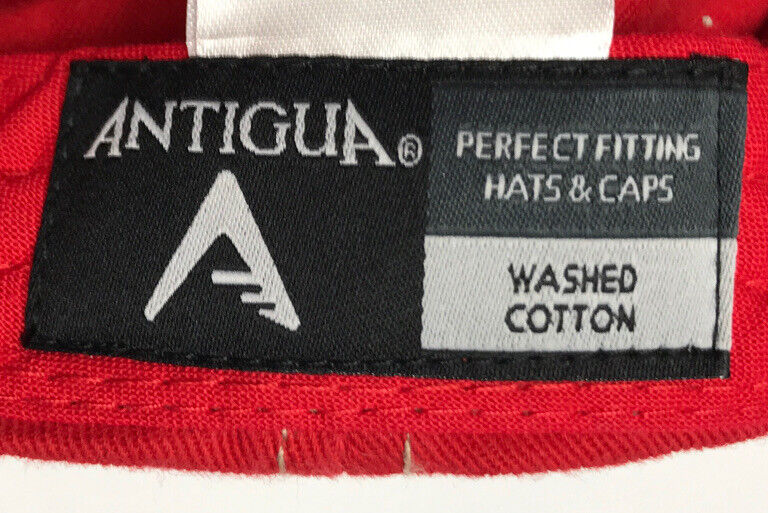 ANTIGUA®
PERFECT FITTING
HATS & CAPS
WASHED
COTTON